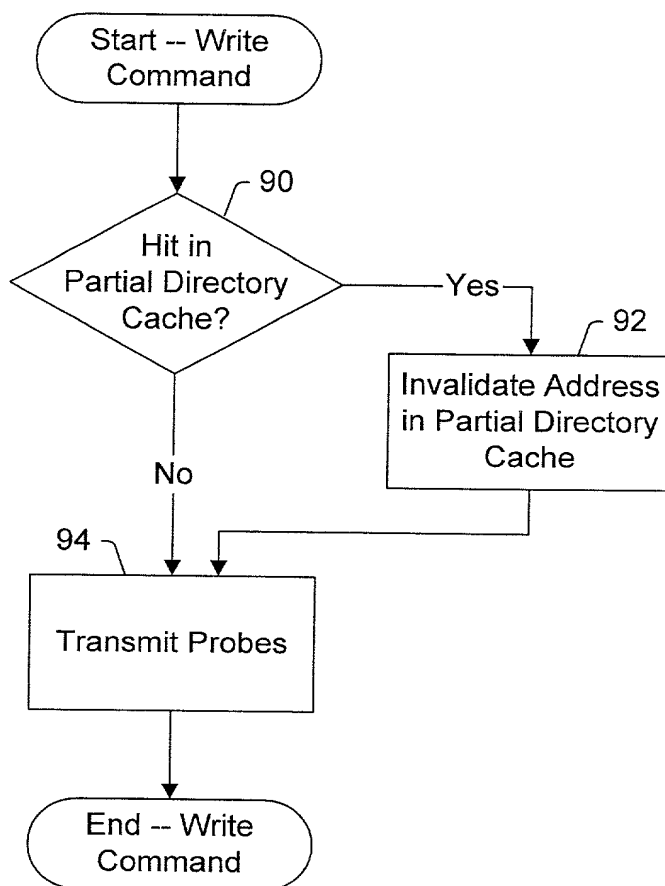 Start -- Write
Command
90
Hit in
Partial Directory
Cache?
Yes
92
Invalidate Address
in Partial Directory
Cache
No
94
Transmit Probes
End -- Write
Command